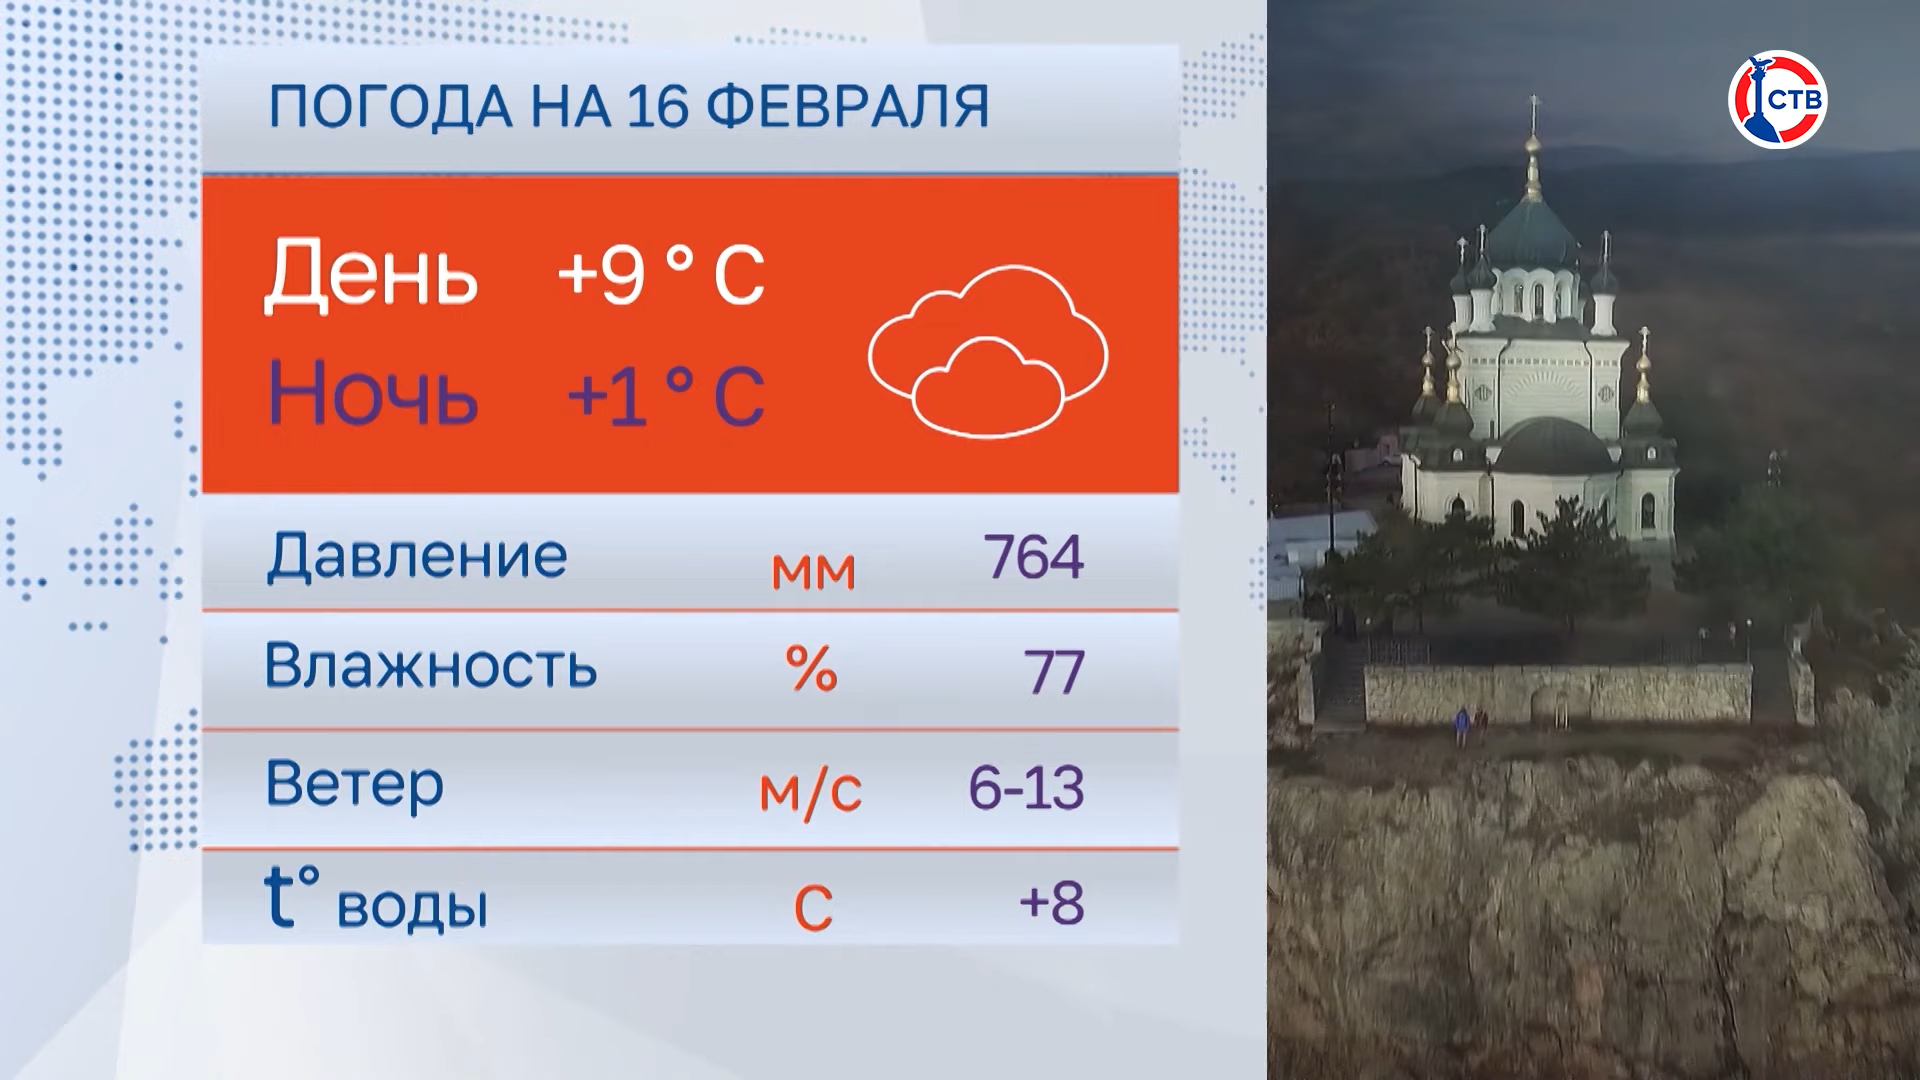 ПОГОДА НА 16 ФЕВРАЛЯ
СТВ
День +9 ° C
Ночь +1 ° C
Давление мм 764
Влажность % 77
Ветер м/с 6-13
t° воды C +8